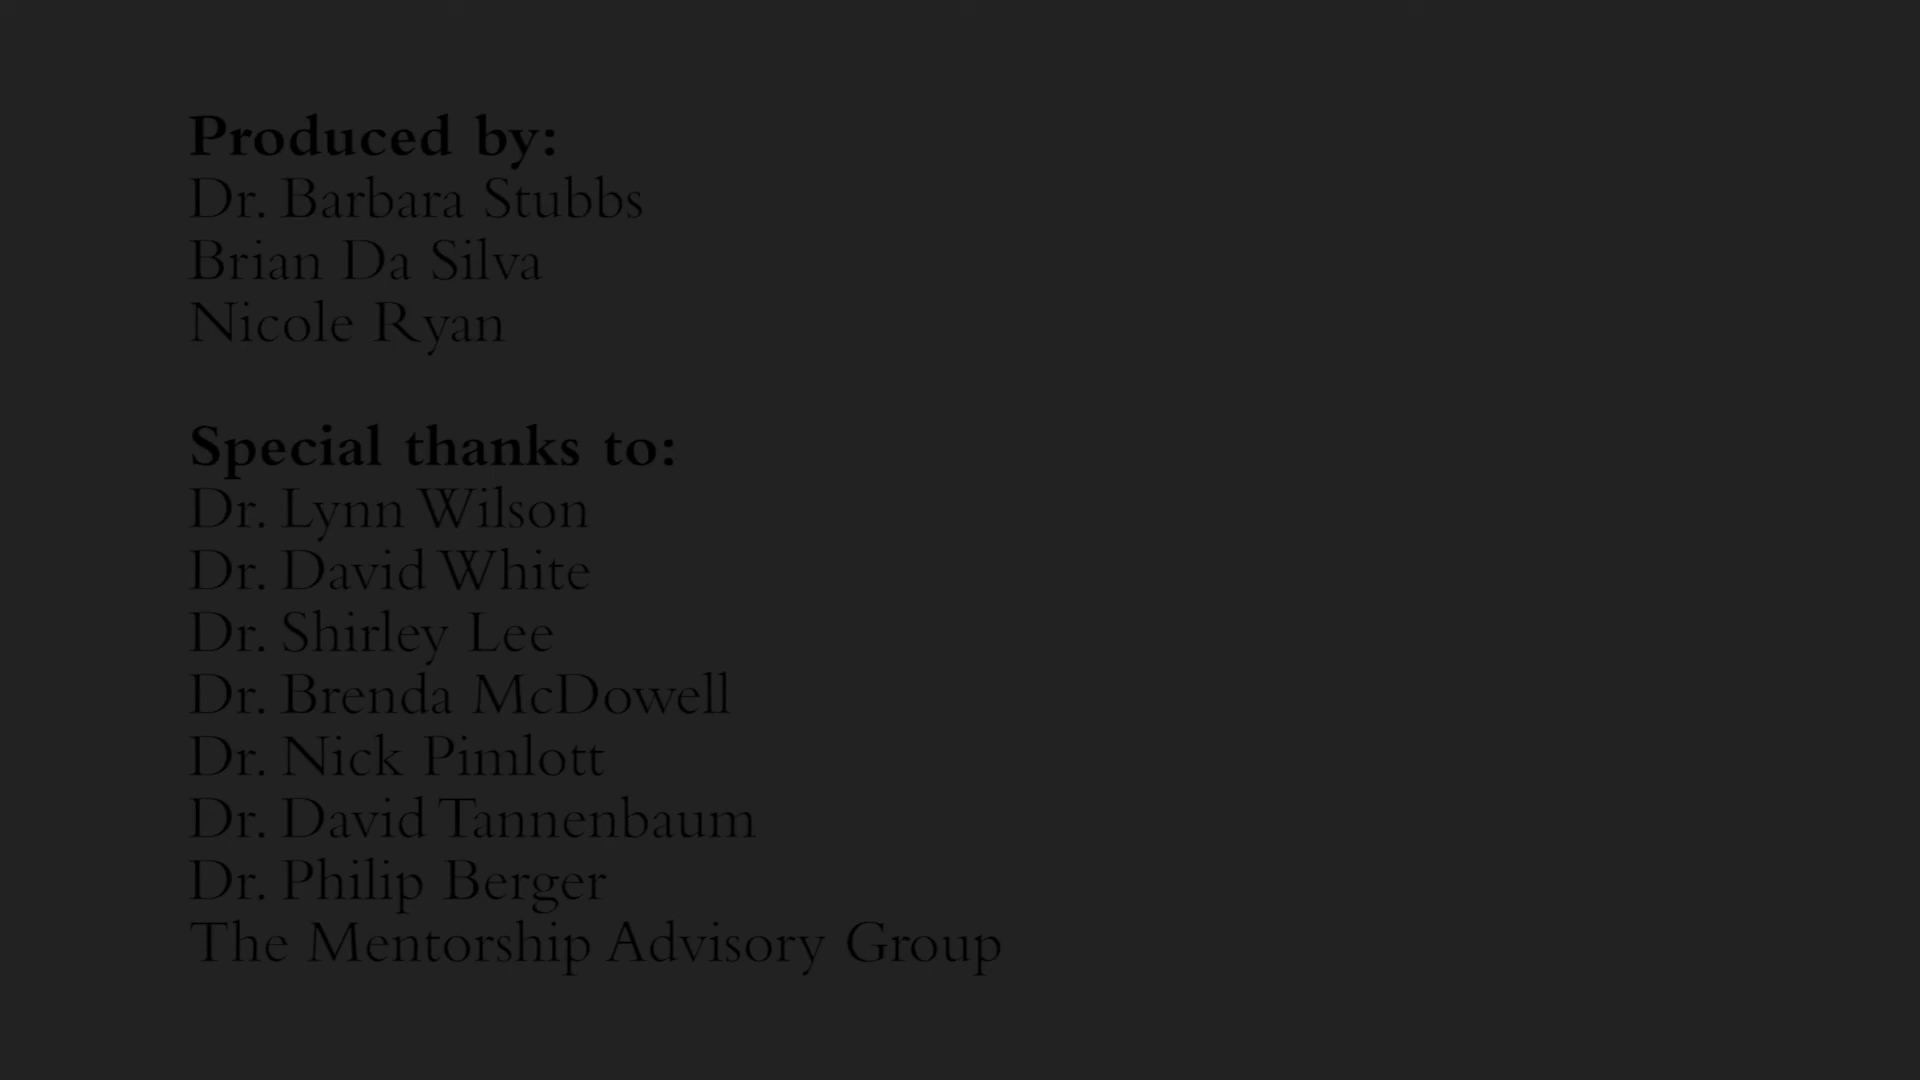 Produced by:
Dr. Barbara Stubbs
Brian Da Silva
Nicole Ryan
Special thanks to:
Dr. Lynn Wilson
Dr. David White
Dr. Shirley Lee
Dr. Brenda McDowell
Dr. Nick Pimlott
Dr. David Tannenbaum
Dr. Philip Berger
The Mentorship Advisory Group